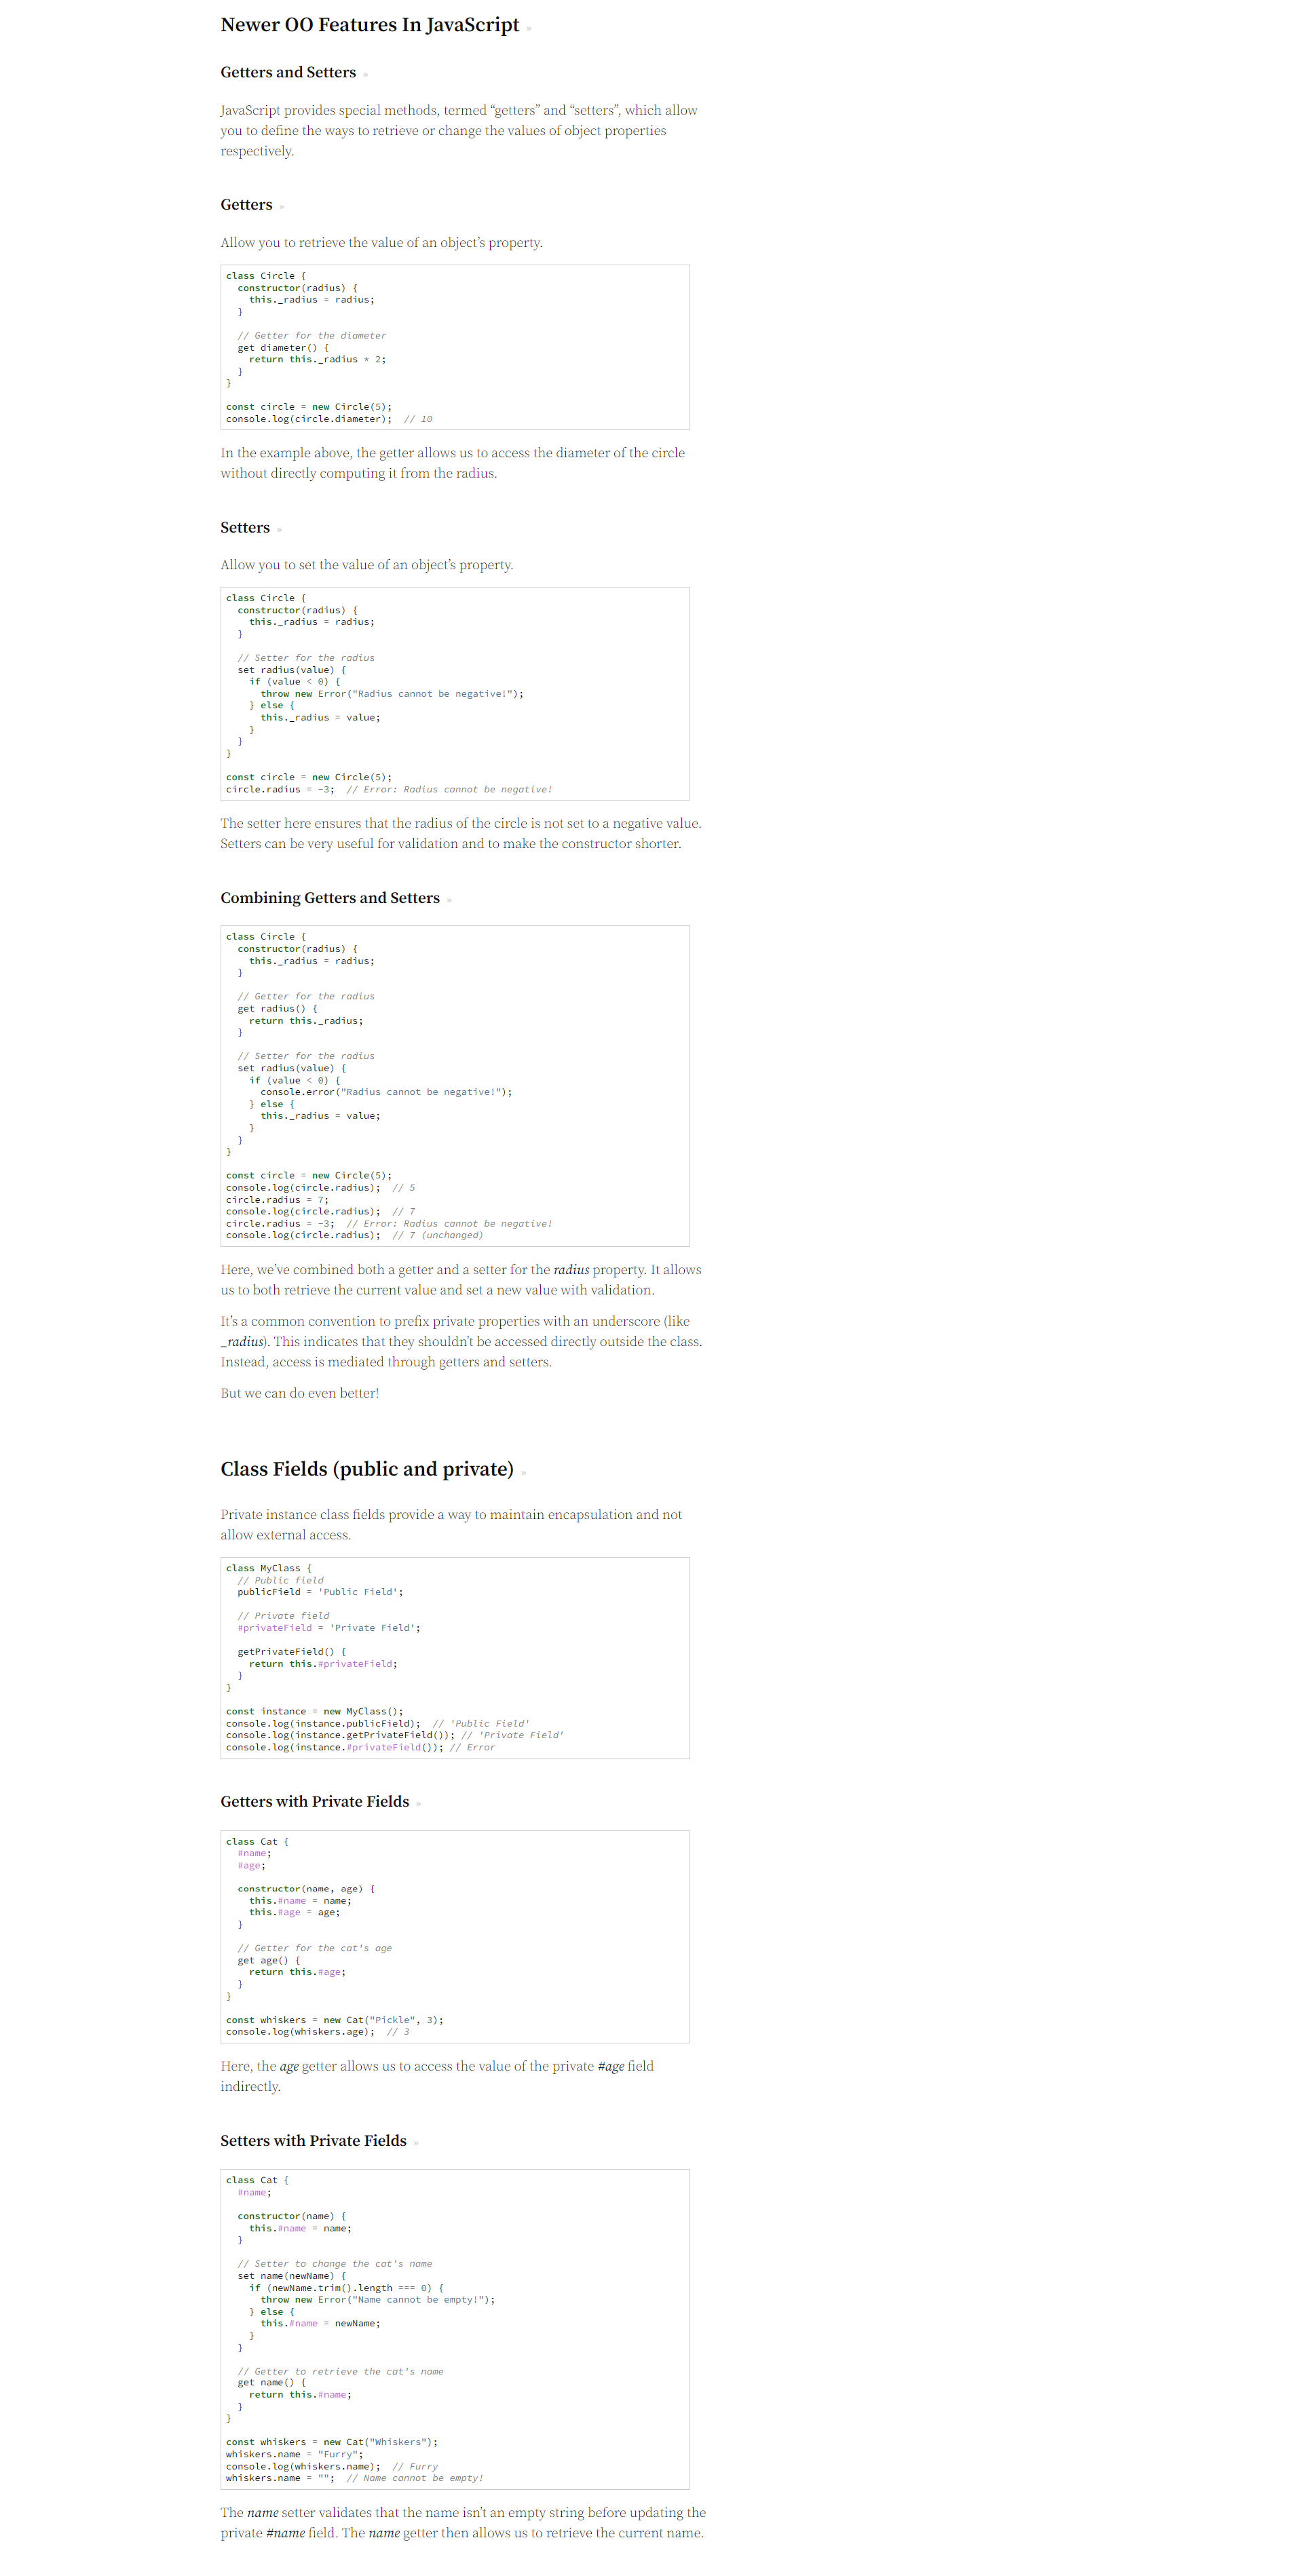 Newer OO Features In JavaScript »
Getters and Setters »
JavaScript provides special methods, termed “getters” and “setters”, which allow
you to define the ways to retrieve or change the values of object properties
respectively.
Getters »
Allow you to retrieve the value of an object’s property.
class Circle {
  constructor(radius) {
    this._radius = radius;
  }
  // Getter for the diameter
  get diameter() {
    return this._radius * 2;
  }
}
const circle = new Circle(5);
console.log(circle.diameter);  // 10
In the example above, the getter allows us to access the diameter of the circle
without directly computing it from the radius.
Setters »
Allow you to set the value of an object’s property.
class Circle {
  constructor(radius) {
    this._radius = radius;
  }
  // Setter for the radius
  set radius(value) {
    if (value < 0) {
      throw new Error("Radius cannot be negative!");
    } else {
      this._radius = value;
    }
  }
}
const circle = new Circle(5);
circle.radius = -3;  // Error: Radius cannot be negative!
The setter here ensures that the radius of the circle is not set to a negative value.
Setters can be very useful for validation and to make the constructor shorter.
Combining Getters and Setters »
class Circle {
  constructor(radius) {
    this._radius = radius;
  }
  // Getter for the radius
  get radius() {
    return this._radius;
  }
  // Setter for the radius
  set radius(value) {
    if (value < 0) {
      console.error("Radius cannot be negative!");
    } else {
      this._radius = value;
    }
  }
}
const circle = new Circle(5);
console.log(circle.radius);  // 5
circle.radius = 7;
console.log(circle.radius);  // 7
circle.radius = -3;  // Error: Radius cannot be negative!
console.log(circle.radius);  // 7 (unchanged)
Here, we’ve combined both a getter and a setter for the radius property. It allows
us to both retrieve the current value and set a new value with validation.
It’s a common convention to prefix private properties with an underscore (like
_radius). This indicates that they shouldn’t be accessed directly outside the class.
Instead, access is mediated through getters and setters.
But we can do even better!
Class Fields (public and private) »
Private instance class fields provide a way to maintain encapsulation and not
allow external access.
class MyClass {
  // Public field
  publicField = 'Public Field';
  // Private field
  #privateField = 'Private Field';
  getPrivateField() {
    return this.#privateField;
  }
}
const instance = new MyClass();
console.log(instance.publicField);  // 'Public Field'
console.log(instance.getPrivateField()); // 'Private Field'
console.log(instance.#privateField()); // Error
Getters with Private Fields »
class Cat {
  #name;
  #age;
  constructor(name, age) {
    this.#name = name;
    this.#age = age;
  }
  // Getter for the cat's age
  get age() {
    return this.#age;
  }
}
const whiskers = new Cat("Pickle", 3);
console.log(whiskers.age);  // 3
Here, the age getter allows us to access the value of the private #age field
indirectly.
Setters with Private Fields »
class Cat {
  #name;
  constructor(name) {
    this.#name = name;
  }
  // Setter to change the cat's name
  set name(newName) {
    if (newName.trim().length === 0) {
      throw new Error("Name cannot be empty!");
    } else {
      this.#name = newName;
    }
  }
  // Getter to retrieve the cat's name
  get name() {
    return this.#name;
  }
}
const whiskers = new Cat("Whiskers");
whiskers.name = "Furry";
console.log(whiskers.name);  // Furry
whiskers.name = "";  // Name cannot be empty!
The name setter validates that the name isn’t an empty string before updating the
private #name field. The name getter then allows us to retrieve the current name.